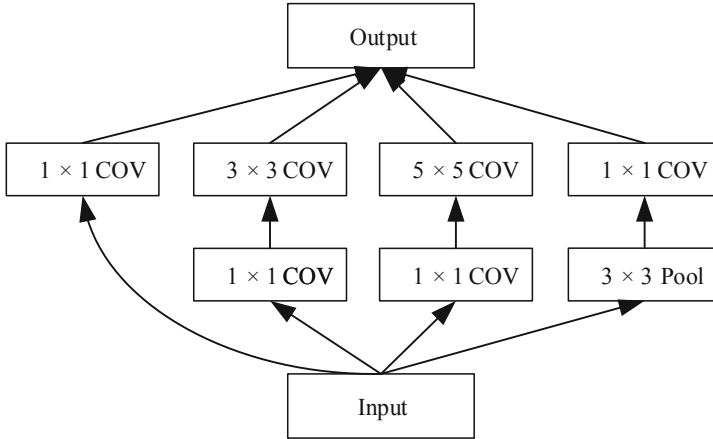 Output
1 × 1 COV
3 × 3 COV
5 × 5 COV
1 × 1 COV
1 × 1 COV
1 × 1 COV
3 × 3 Pool
Input